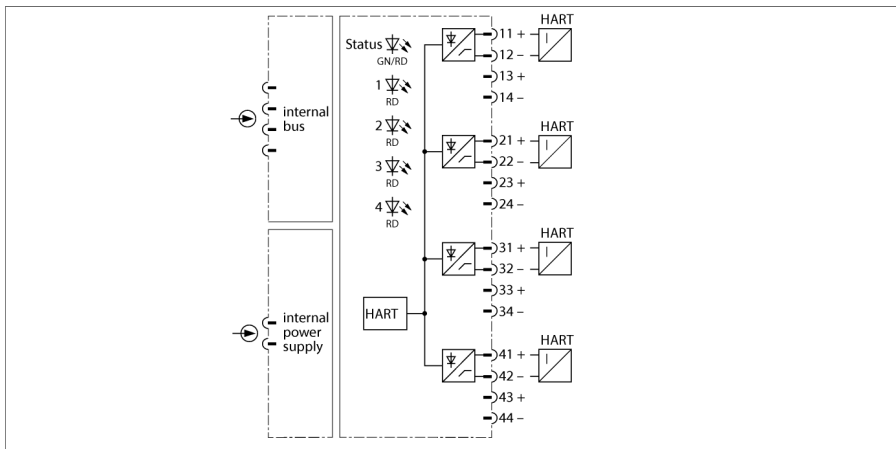 Status
GN/RD
1
RD
2
RD
3
RD
4
RD
internal
bus
internal
power
supply
HART
11 +
12 –
13 +
14 –
HART
21 +
22 –
23 +
24 –
HART
31 +
32 –
33 +
34 –
HART
41 +
42 –
43 +
44 –
HART